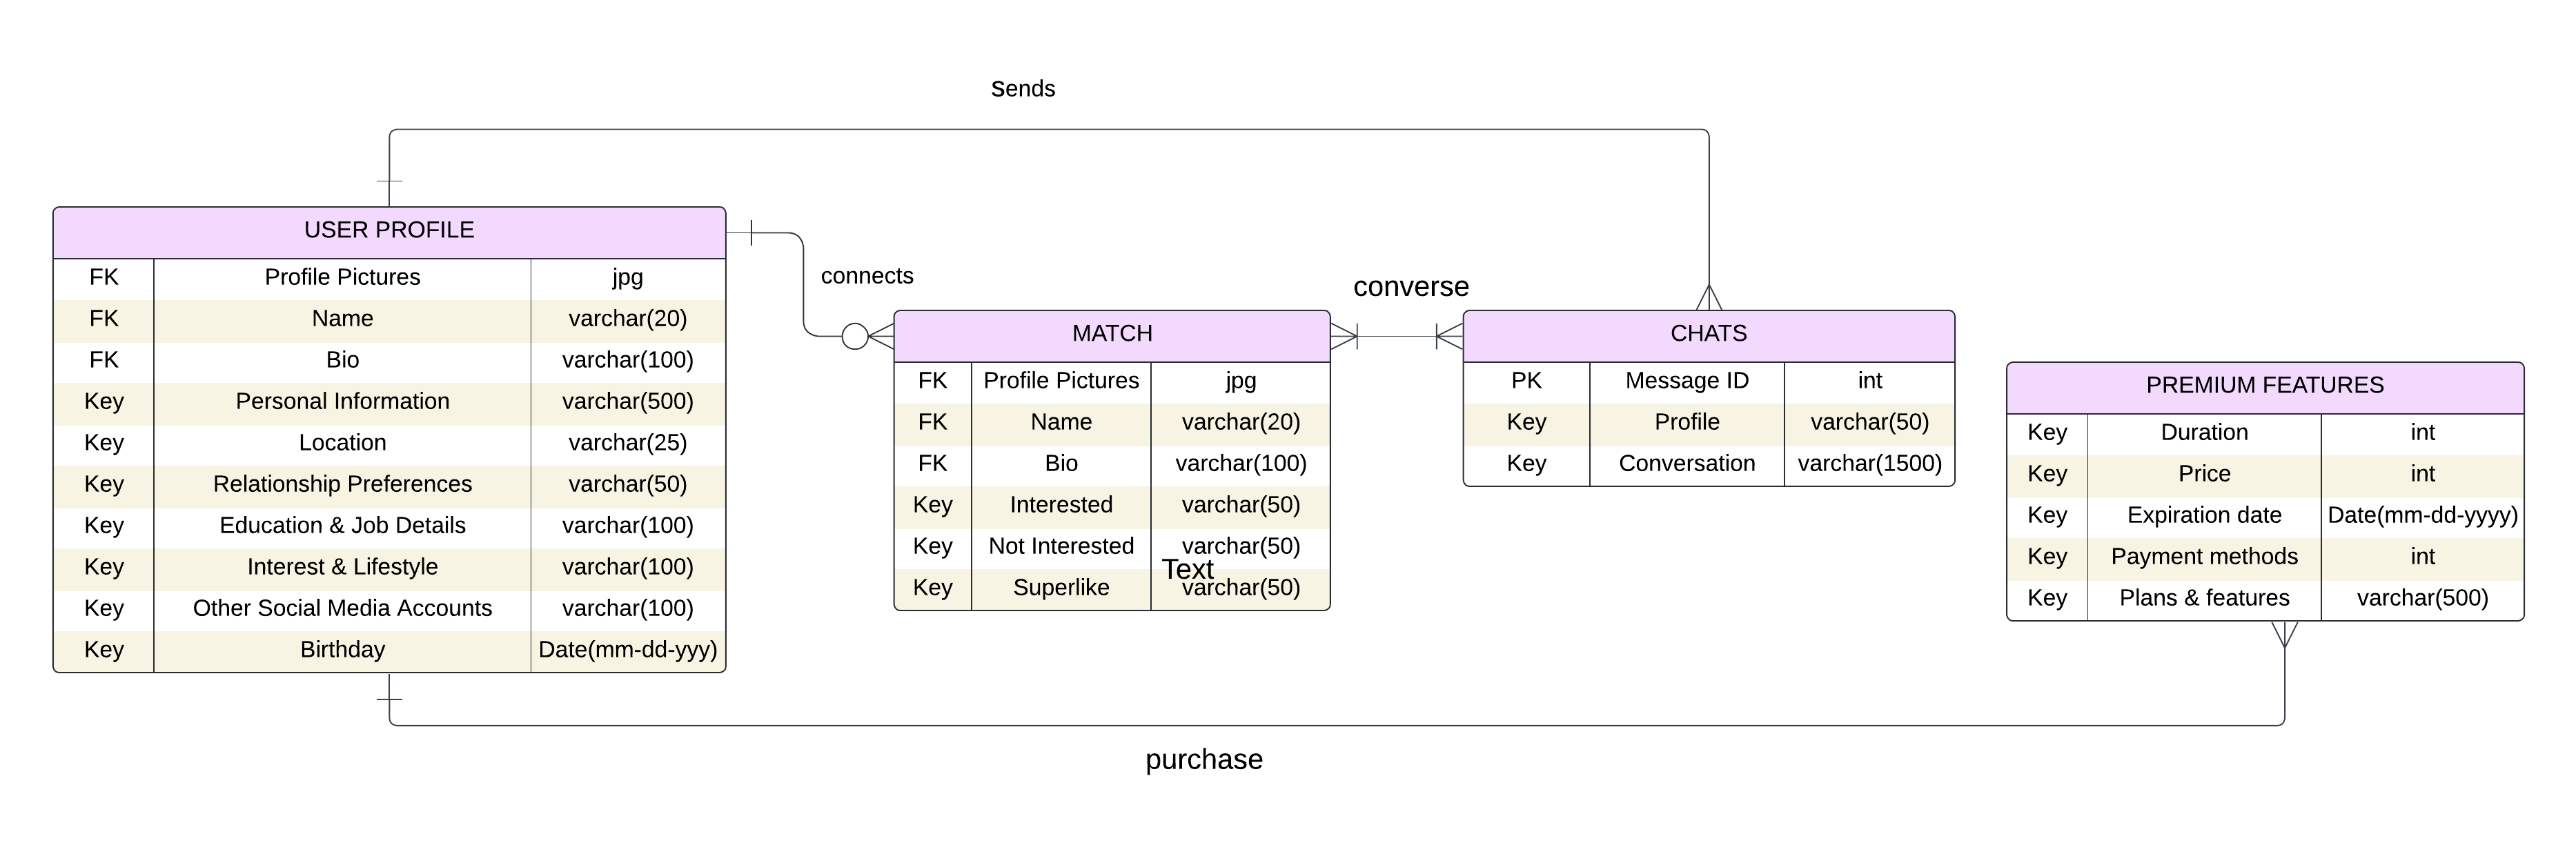 Sends
USER PROFILE
FK Profile Pictures jpg
FK Name varchar(20)
FK Bio varchar(100)
Key Personal Information varchar(500)
Key Location varchar(25)
Key Relationship Preferences varchar(50)
Key Education & Job Details varchar(100)
Key Interest & Lifestyle varchar(100)
Key Other Social Media Accounts varchar(100)
Key Birthday Date(mm-dd-yyy)
connects
MATCH
FK Profile Pictures jpg
FK Name varchar(20)
FK Bio varchar(100)
Key Interested varchar(50)
Key Not Interested varchar(50)
Text
Key Superlike varchar(50)
converse
CHATS
PK Message ID int
Key Profile varchar(50)
Key Conversation varchar(1500)
PREMIUM FEATURES
Key Duration int
Key Price int
Key Expiration date Date(mm-dd-yyyy)
Key Payment methods int
Key Plans & features varchar(500)
purchase